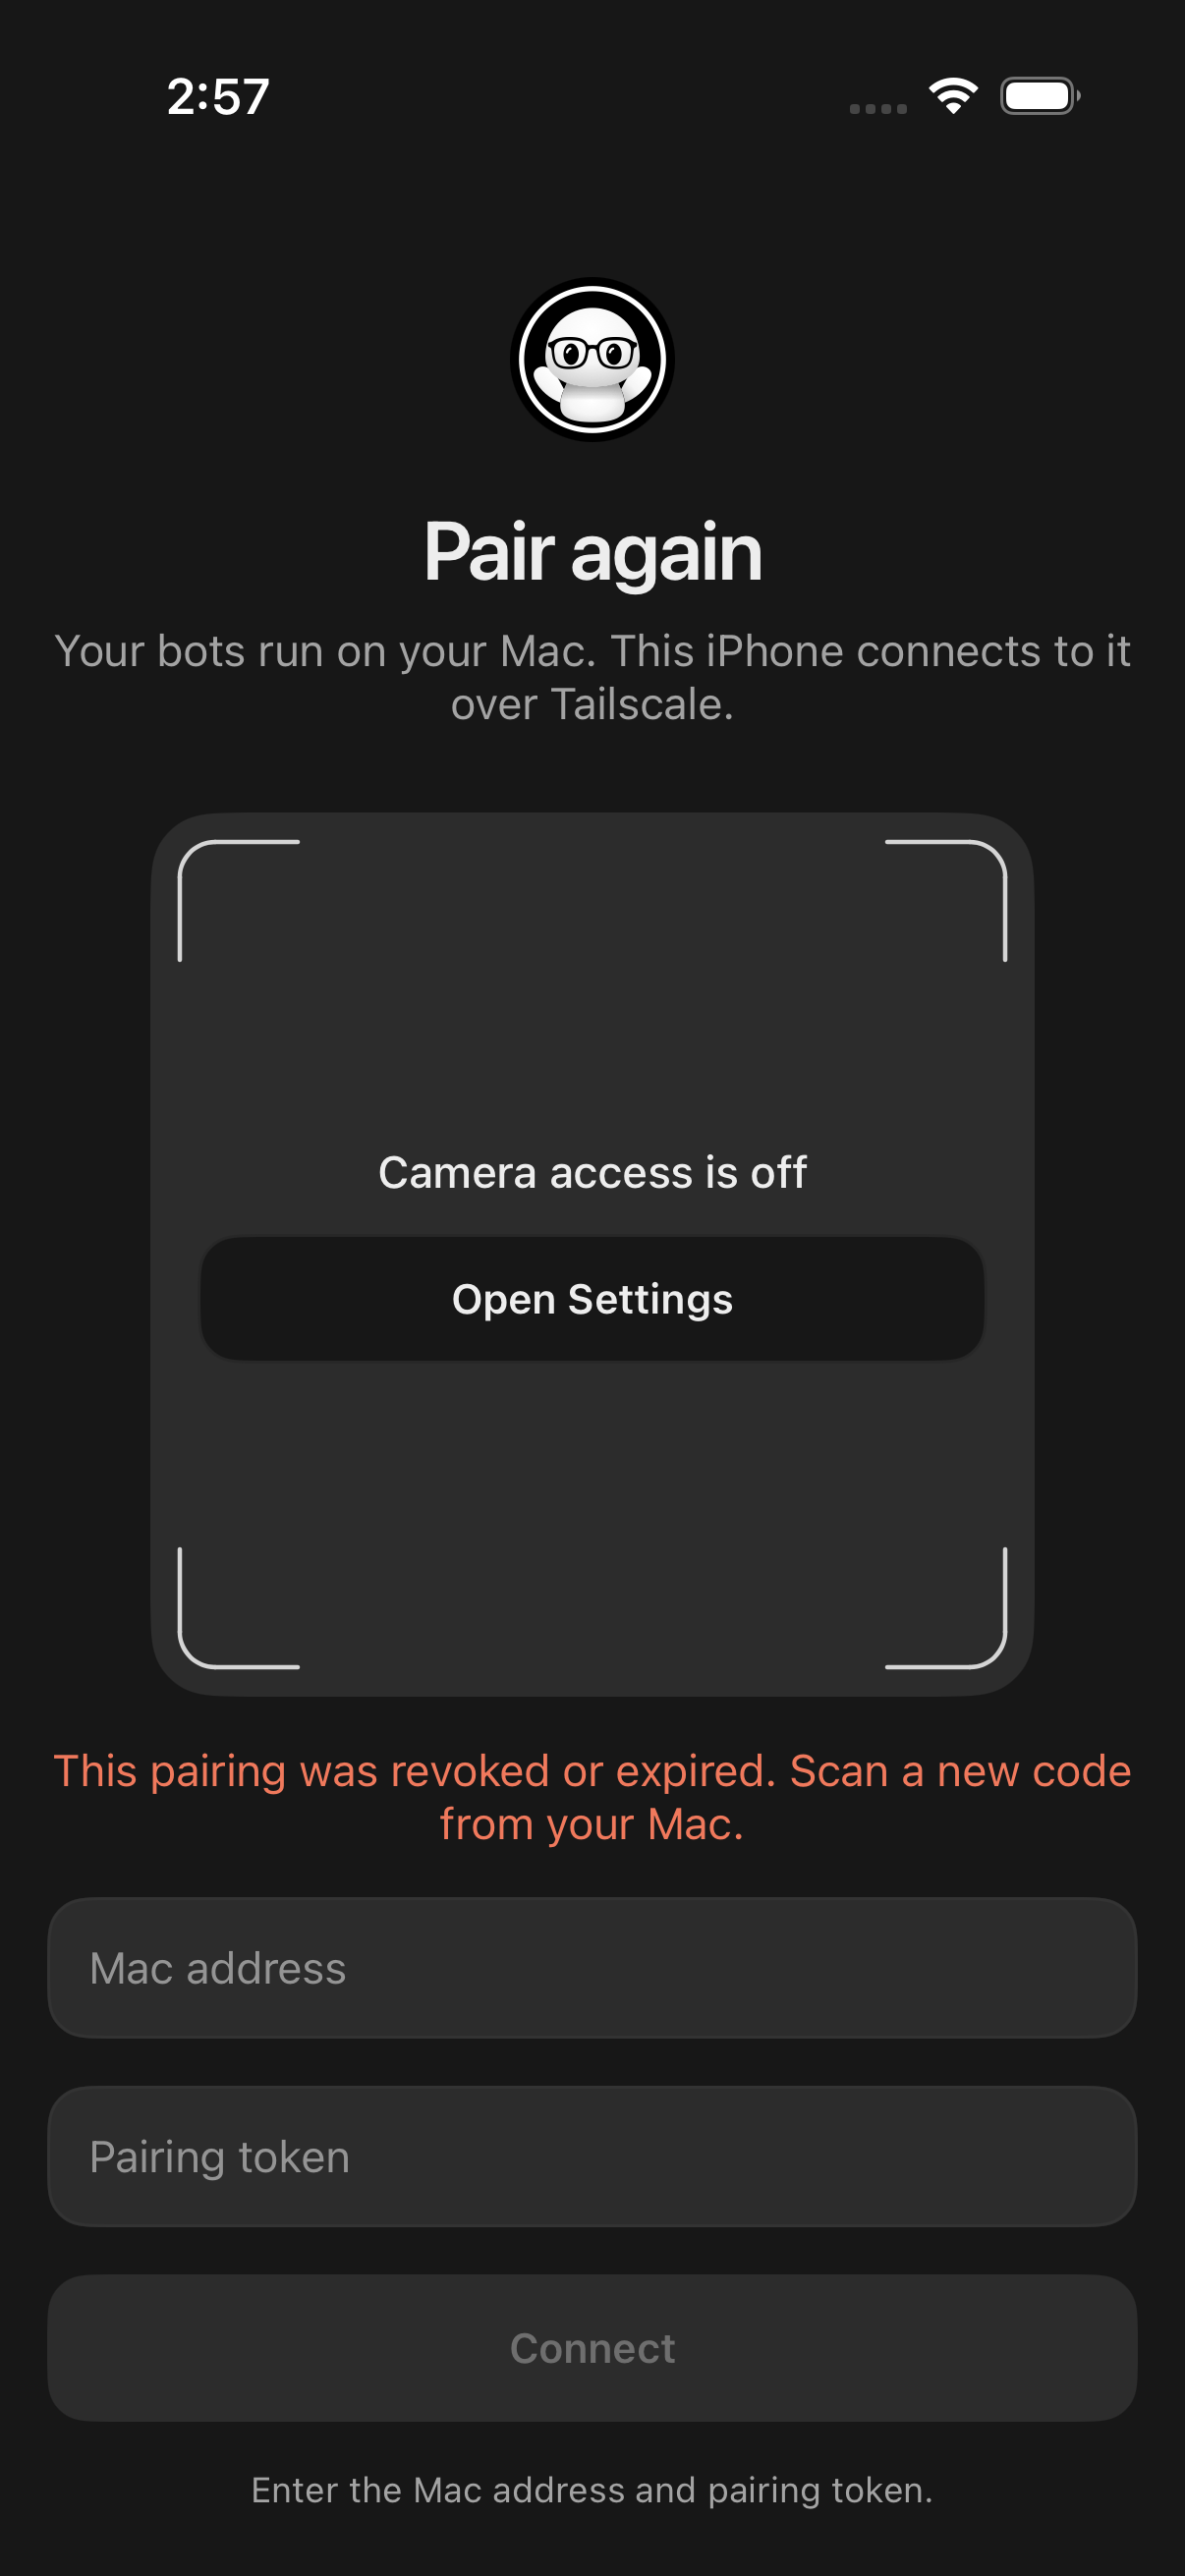 2:57
Pair again
Your bots run on your Mac. This iPhone connects to it
over Tailscale.
Camera access is off
Open Settings
This pairing was revoked or expired. Scan a new code
from your Mac.
Mac address
Pairing token
Connect
Enter the Mac address and pairing token.